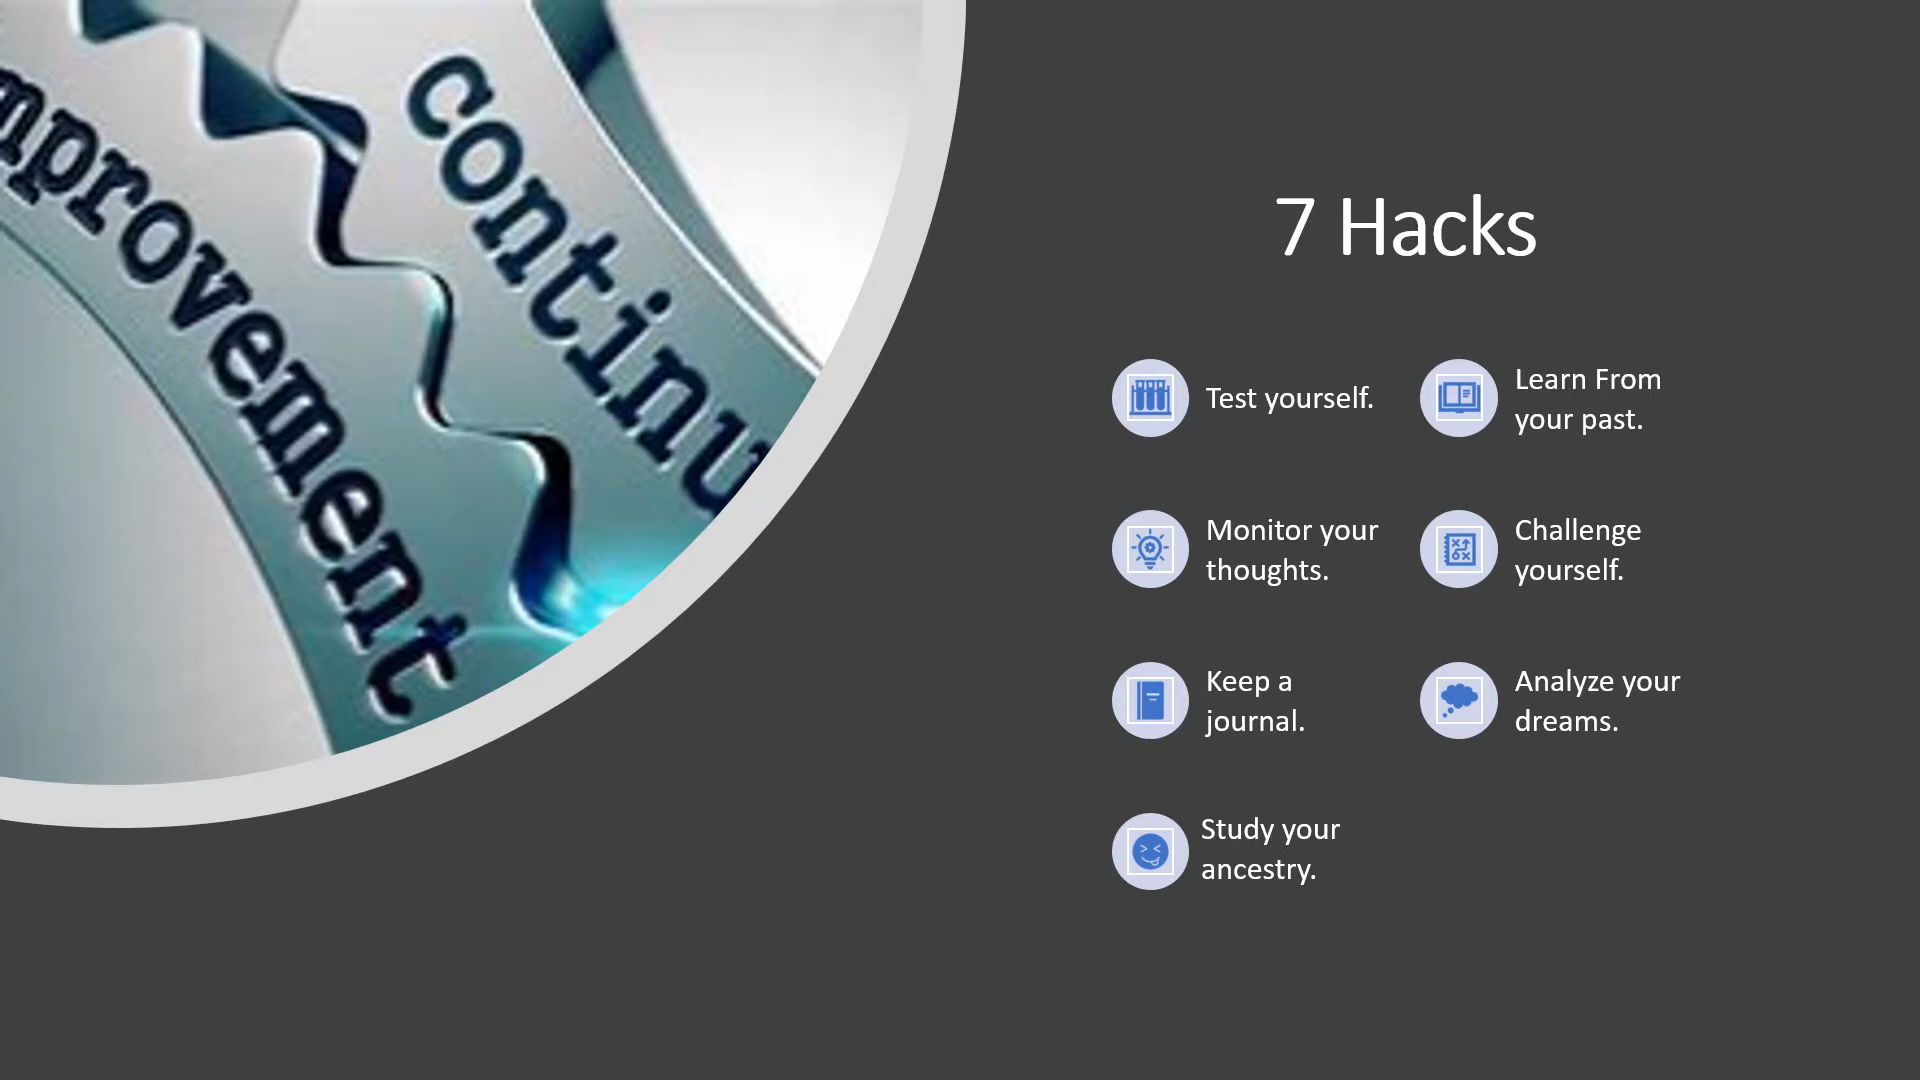 mprovement
continu
7 Hacks
Test yourself.
Learn From
your past.
Monitor your
thoughts.
Challenge
yourself.
Keep a
journal.
Analyze your
dreams.
Study your
ancestry.